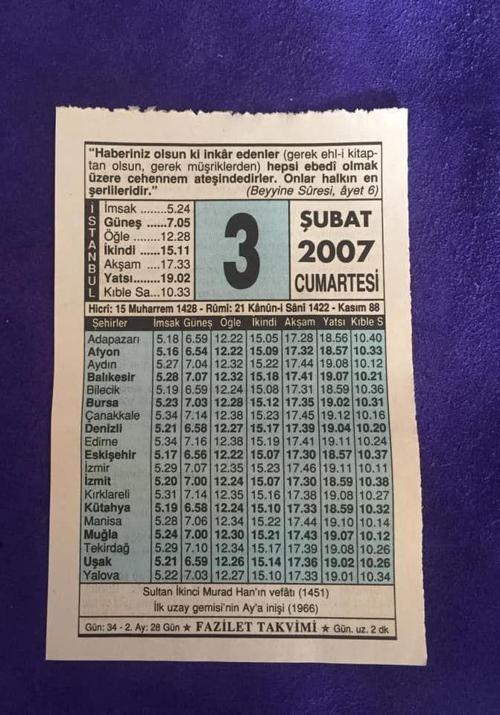 “Haberiniz olsun ki inkâr edenler (gerek ehl-i kitap-
tan olsun, gerek müşriklerden) hepsi ebedî olmak
üzere cehennem ateşindedirler. Onlar halkın en
şerlileridir.” (Beyyine Sûresi, âyet 6)
İSTANBUL
İmsak ........5.24
Güneş ......7.05
Öğle .....12.28
İkindi ......15.11
Akşam ....17.33
Yatsı.......19.02
Kıble Sa...10.33
3
ŞUBAT
2007
CUMARTESİ
Hicrî: 15 Muharrem 1428 - Rûmî: 21 Kânûn-i Sânî 1422 - Kasım 88
Şehirler İmsak Güneş Öğle İkindi Akşam Yatsı Kıble S
Adapazarı 5.18 6.59 12.22 15.05 17.28 18.56 10.40
Afyon 5.16 6.54 12.22 15.09 17.32 18.57 10.33
Aydın 5.27 7.04 12.32 15.22 17.44 19.08 10.12
Balıkesir 5.28 7.07 12.32 15.18 17.41 19.07 10.21
Bilecik 5.19 6.59 12.24 15.08 17.31 18.59 10.36
Bursa 5.23 7.03 12.28 15.12 17.35 19.02 10.31
Çanakkale 5.34 7.14 12.38 15.23 17.45 19.12 10.16
Denizli 5.21 6.58 12.27 15.17 17.39 19.04 10.20
Edirne 5.34 7.16 12.38 15.19 17.41 19.11 10.24
Eskişehir 5.17 6.56 12.22 15.07 17.30 18.57 10.37
İzmir 5.29 7.07 12.35 15.23 17.46 19.11 10.11
İzmit 5.20 7.00 12.24 15.07 17.30 18.59 10.38
Kırklareli 5.31 7.14 12.35 15.16 17.38 19.08 10.27
Kütahya 5.19 6.58 12.24 15.10 17.33 18.59 10.32
Manisa 5.28 7.06 12.34 15.22 17.44 19.10 10.14
Muğla 5.24 7.00 12.30 15.21 17.43 19.07 10.12
Tekirdağ 5.29 7.10 12.34 15.17 17.39 19.08 10.26
Uşak 5.21 6.59 12.26 15.14 17.36 19.02 10.26
Yalova 5.22 7.03 12.27 15.10 17.33 19.01 10.34
Sultan İkinci Murad Han’ın vefâtı (1451)
İlk uzay gemisi’nin Ay’a inişi (1966)
Gün: 34 - 2. Ay: 28 Gün ★ FAZİLET TAKVİMİ ★ Gün. uz. 2 dk